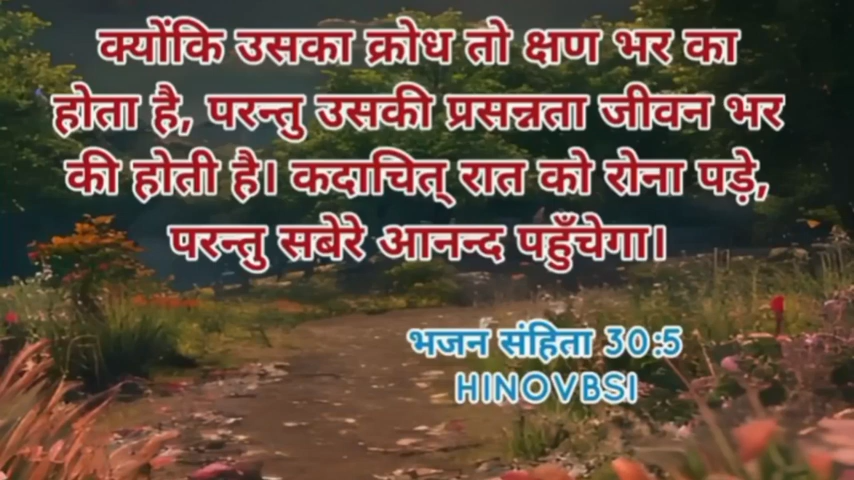 क्योंकि उसका क्रोध तो क्षण भर का
होता है, परन्तु उसकी प्रसन्नता जीवन भर
की होती है। कदाचित् रात को रोना पड़े,
परन्तु सबेरे आनन्द पहुँचेगा।
भजन संहिता 30:5
HINOVBSI